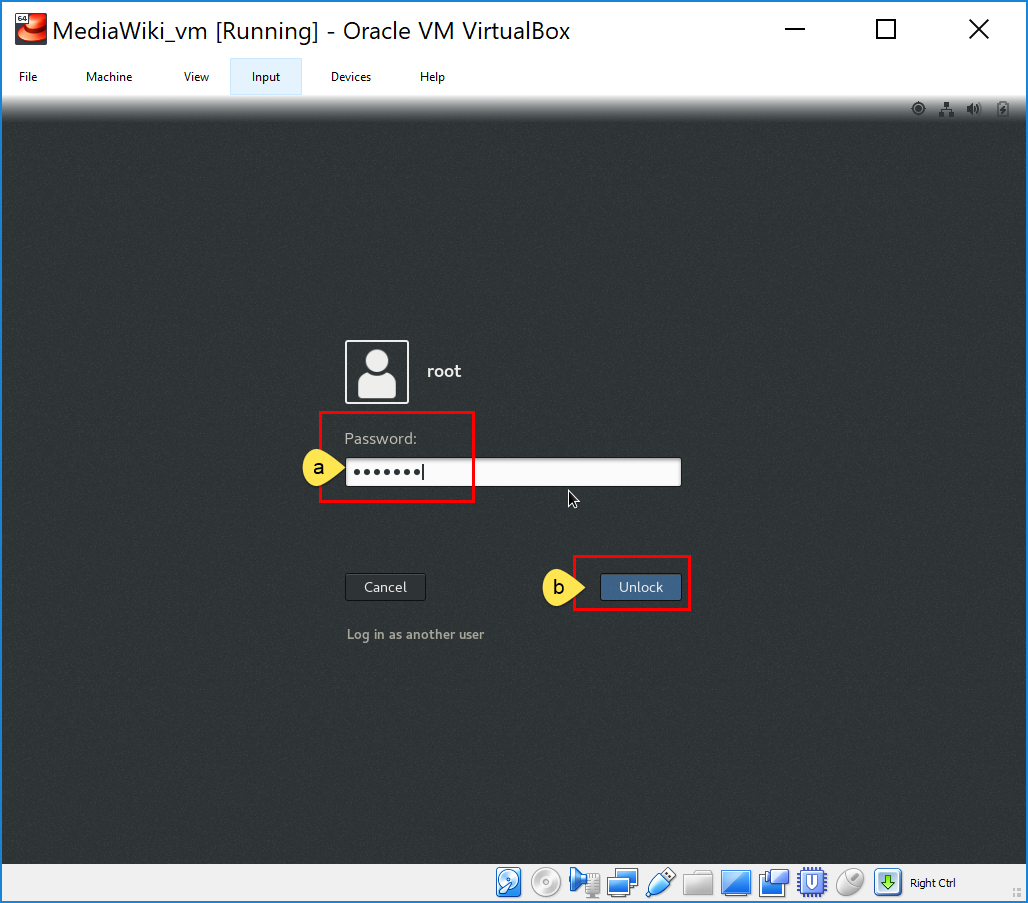 64
MediaWiki_vm [Running] - Oracle VM VirtualBox
File Machine View Input Devices Help
root
Password:
a
•••••••
b
Cancel Unlock
Log in as another user
Right Ctrl